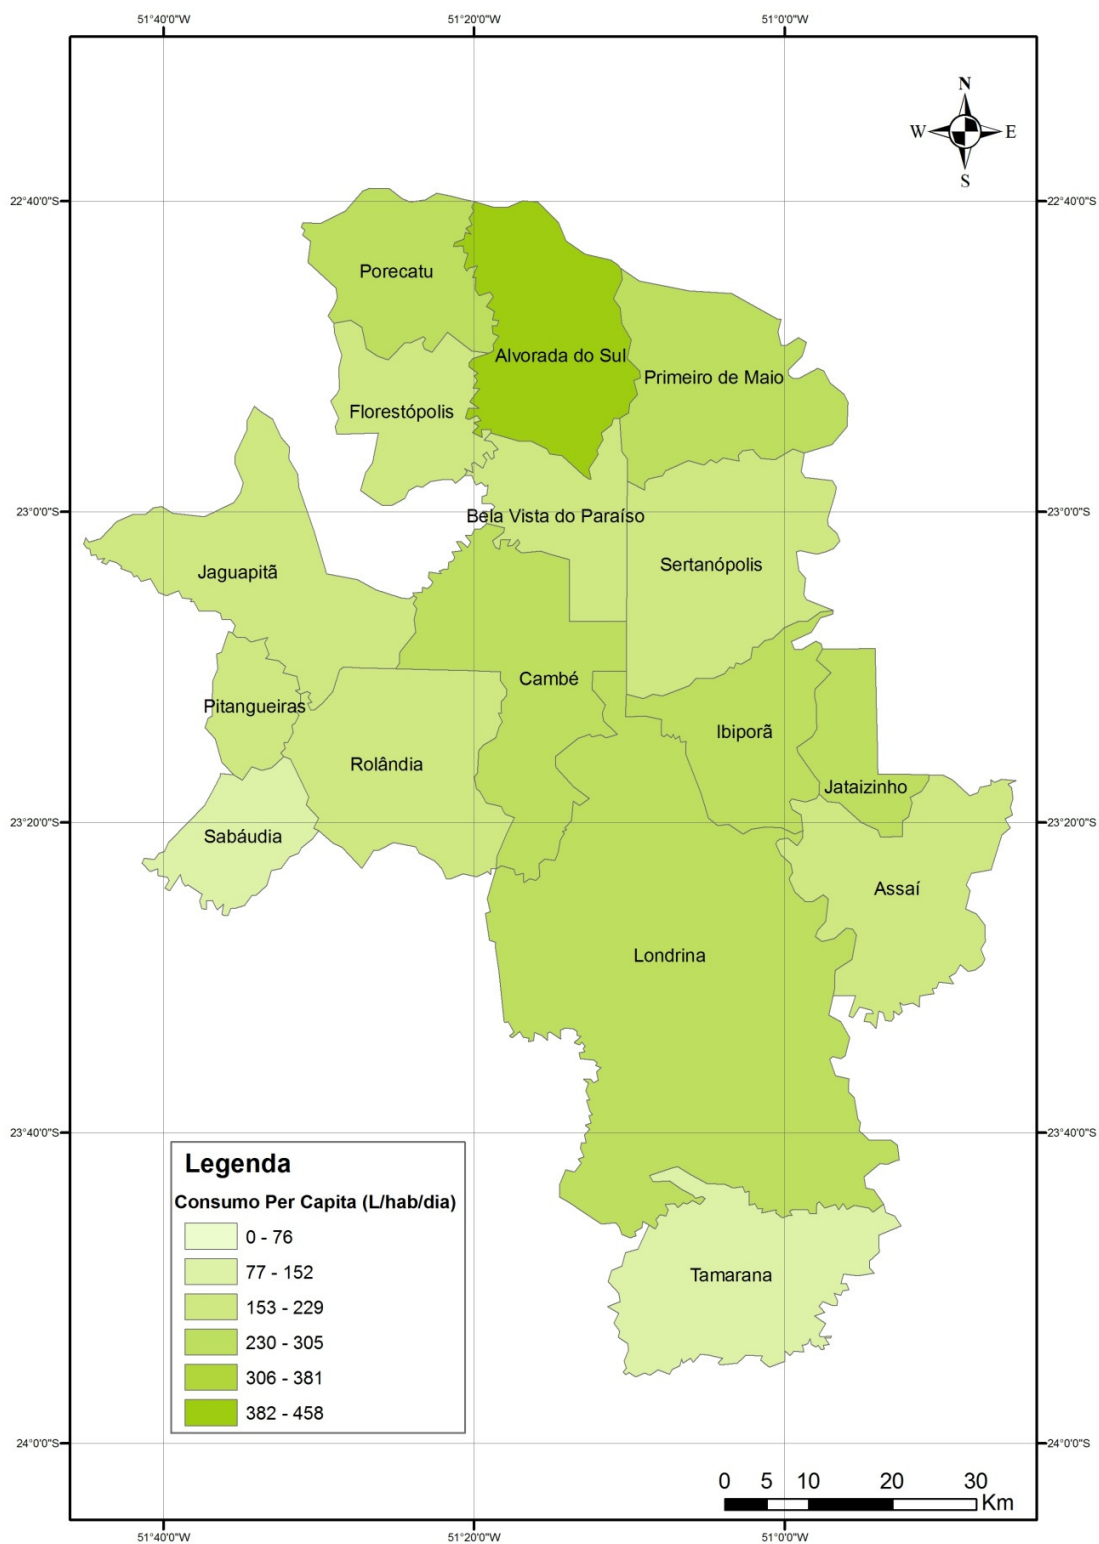 51°40'0"W 51°20'0"W 51°0'0"W
N
W E
S
22°40'0"S 22°40'0"S
Porecatu
Alvorada do Sul
Primeiro de Maio
Florestópolis
23°0'0"S 23°0'0"S
Bela Vista do Paraíso
Sertanópolis
Jaguapitã
Cambé
Pitangueiras
Ibiporã
Rolândia
Jataizinho
23°20'0"S 23°20'0"S
Sabáudia
Assaí
Londrina
23°40'0"S 23°40'0"S
Tamarana
Legenda
Consumo Per Capita (L/hab/dia)
0 - 76
77 - 152
153 - 229
230 - 305
306 - 381
382 - 458
24°0'0"S 24°0'0"S
0 5 10 20 30
Km
51°40'0"W 51°20'0"W 51°0'0"W